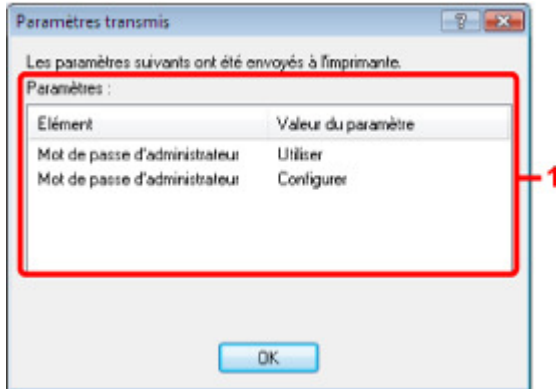 Paramètres transmis
Les paramètres suivants ont été envoyés à l'imprimante.
Paramètres :
Elément Valeur du paramètre
Mot de passe d'administrateur Utiliser
Mot de passe d'administrateur Configurer
1
OK